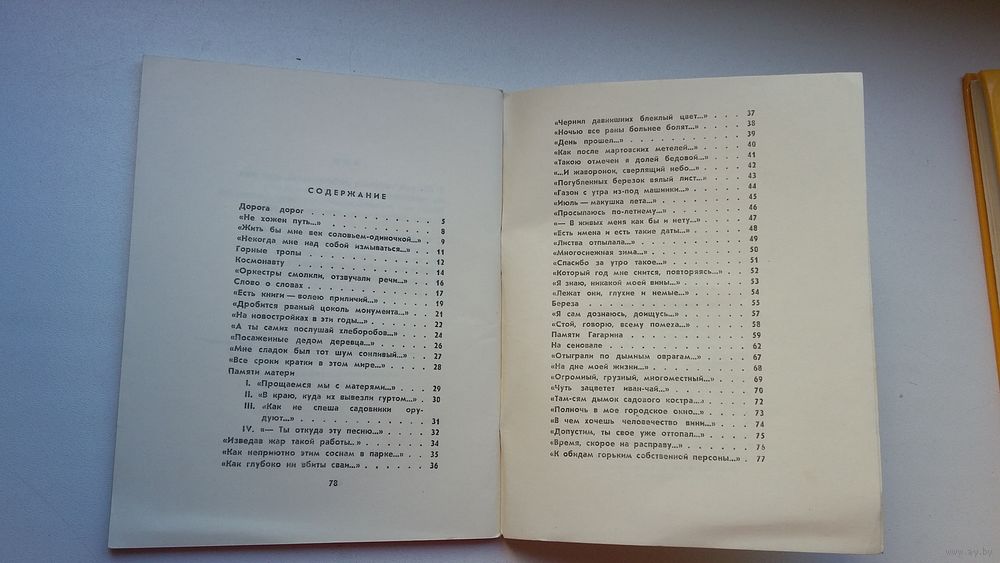 СОДЕРЖАНИЕ
Дорога дорог . . . . . . . . . . . 5
«Не хожен путь...» . . . . . . . . . . 8
«Жить бы мне век соловьем-одиночкой...» . . 9
«Некогда мне над собой измываться...» . . . 11
Горные тропы . . . . . . . . . . . 12
Космонавту . . . . . . . . . . . . 14
«Оркестры смолкли, отзвучали речи...» . . . 16
Слово о словах . . . . . . . . . . . 17
«Есть книги — волею приличий...» . . . . . 19
«Дробится рваный цоколь монумента...» . . . 21
«На новостройках в эти годы...» . . . . . . 22
«А ты самих послушай хлеборобов...» . . . . 24
«Посаженные дедом деревца...» . . . . . . 26
«Мне сладок был тот шум сонливый...» . . . 27
«Все сроки кратки в этом мире...» . . . . . 28
Памяти матери
I. «Прощаемся мы с матерями...» . . . . 29
II. «В краю, куда их вывезли гуртом...» . . 30
III. «Как не спеша садовники ору-
дуют...» . . . . . . . . . . . . 31
IV. «— Ты откуда эту песню...» . . . . . 32
«Изведав жар такой работы..» . . . . . . . 34
«Как неприютно этим соснам в парке...» . . 35
«Как глубоко ни вбиты сваи...» . . . . . . 36
78
«Чернил давнишних блеклый цвет...» . . . . 37
«Ночью все раны больнее болят...» . . . . 38
«День прошел...» . . . . . . . . . . 39
«Как после мартовских метелей...» . . . . 40
«Такою отмечен я долей бедовой...» . . . . 41
«...И жаворонок, сверлящий небо...» . . . . 42
«Погубленных березок вялый лист...» . . . . 43
«Газон с утра из-под машинки...» . . . . . 44
«Июль — макушка лета...» . . . . . . . . 45
«Просыпаюсь по-летнему...» . . . . . . . 46
«— В живых меня как бы и нету...» . . . . 47
«Есть имена и есть такие даты...» . . . . . 48
«Листва отпылала...» . . . . . . . . . 49
«Многоснежная зима...» . . . . . . . . 50
«Спасибо за утро такое...» . . . . . . . 51
«Который год мне снится, повторяясь...» . . 52
«Я знаю, никакой моей вины...» . . . . . . 53
«Лежат они, глухие и немые...» . . . . . . 54
Береза . . . . . . . . . . . . . . 55
«Я сам дознаюсь, доищусь...» . . . . . . 57
«Стой, говорю, всему помеха...» . . . . . 58
Памяти Гагарина . . . . . . . . . . 59
На сеновале . . . . . . . . . . . . 62
«Отыграли по дымным оврагам...» . . . . . 67
«На дне моей жизни...» . . . . . . . . . 68
«Огромный, грузный, многоместный...» . . . 69
«Чуть зацветет иван-чай...» . . . . . . . 70
«Там-сям дымок садового костра...» . . . . 72
«Полночь в мое городское окно...» . . . . 73
«В чем хочешь человечество вини...» . . . . 74
«Допустим, ты свое уже оттопал...» . . . . 75
«Время, скорое на расправу...» . . . . . . 76
«К обидам горьким собственной персоны...» . 77
www.ay.by